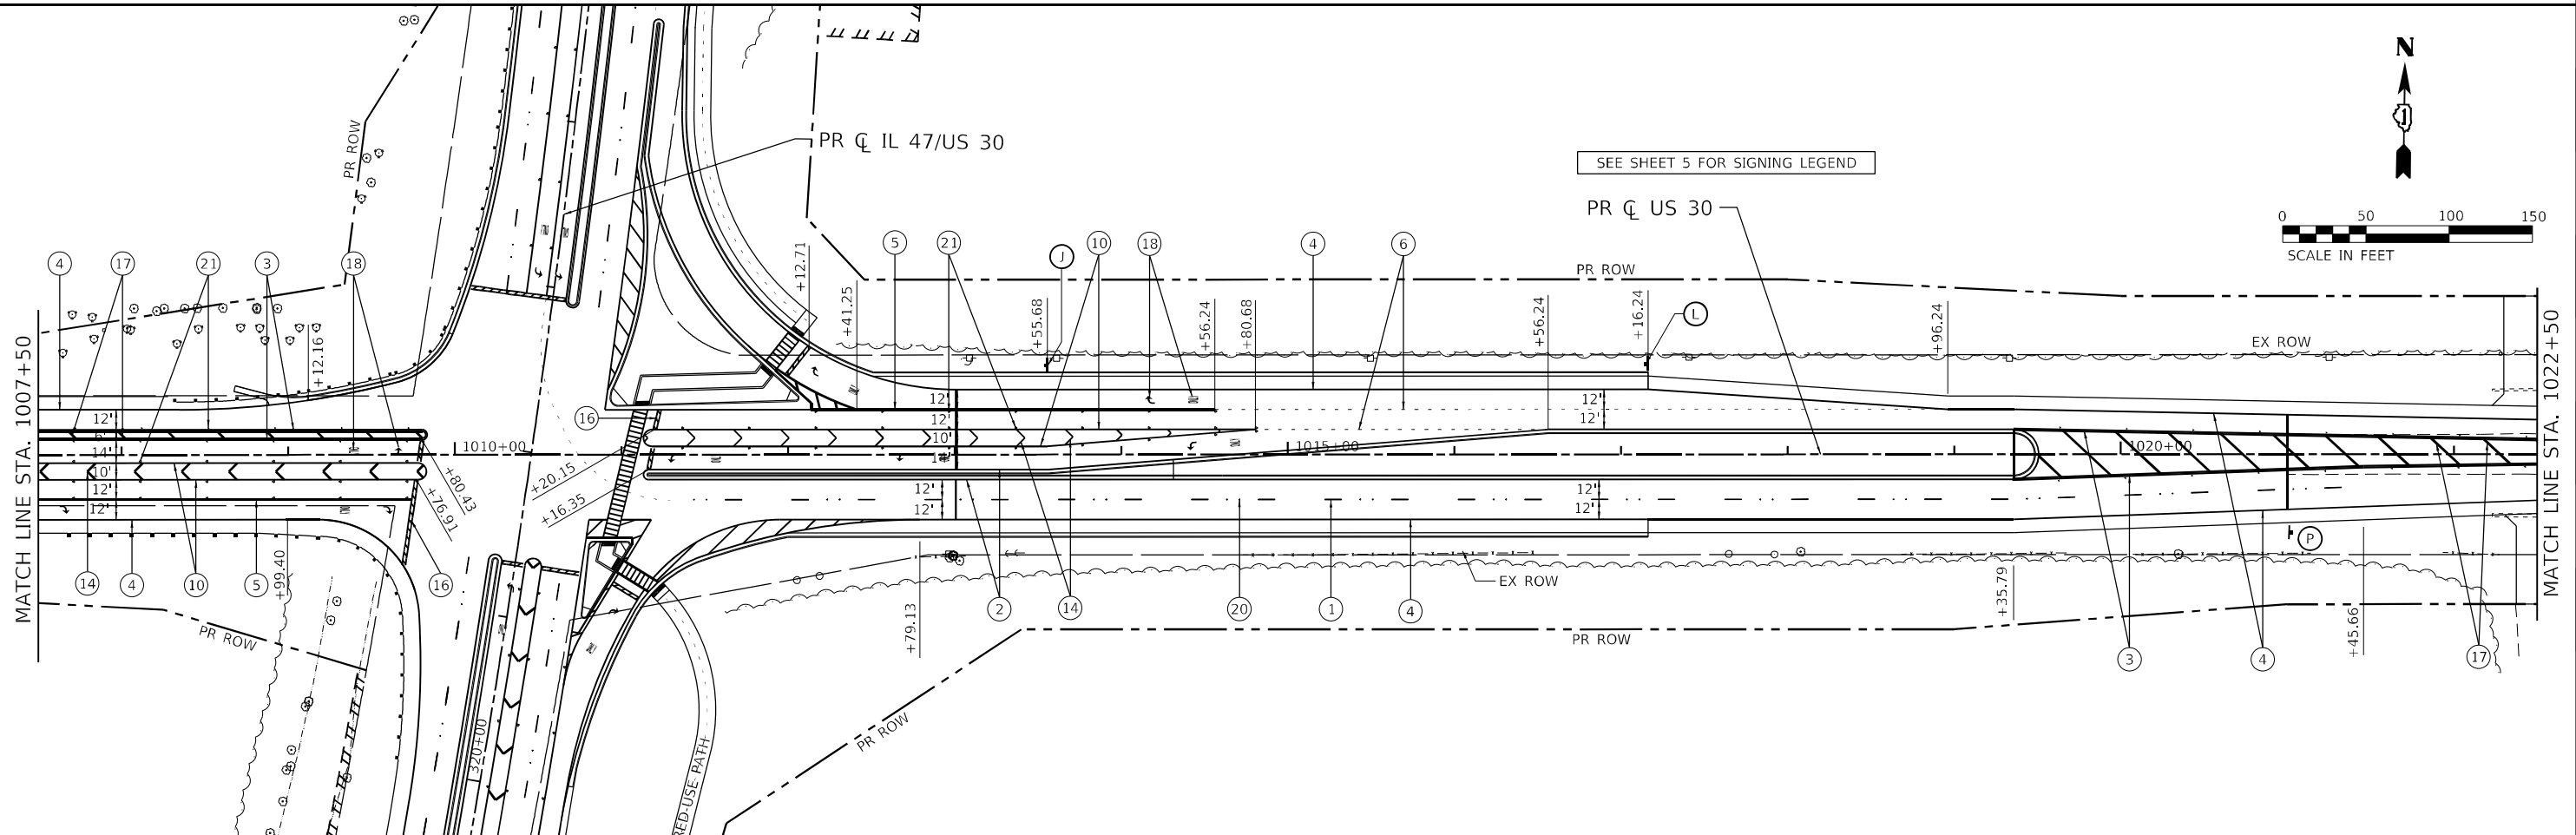 N
PR ℄ IL 47/US 30
SEE SHEET 5 FOR SIGNING LEGEND
PR ℄ US 30
0 50 100 150
SCALE IN FEET
PR ROW
PR ROW
EX ROW
4 17 21 3 18
5 21 J 10 18 4 6
L
+12.16
+12.71
+41.25
+55.68
+56.24
+80.68
+56.24
+16.24
+96.24
MATCH LINE STA. 1007+50
MATCH LINE STA. 1022+50
16
12'
6'
14'
10'
12'
12'
12'
12'
10'
14'
12'
12'
12'
12'
12'
12'
1010+00
1015+00
1020+00
+80.43
+76.91
+20.15
+16.35
+99.40
+79.13
+35.79
+45.66
14 4 10 5 16
2 14 20 1 4
P
3 4 17
EX ROW
PR ROW
PR ROW
PR ROW
320+00
RED-USE PATH